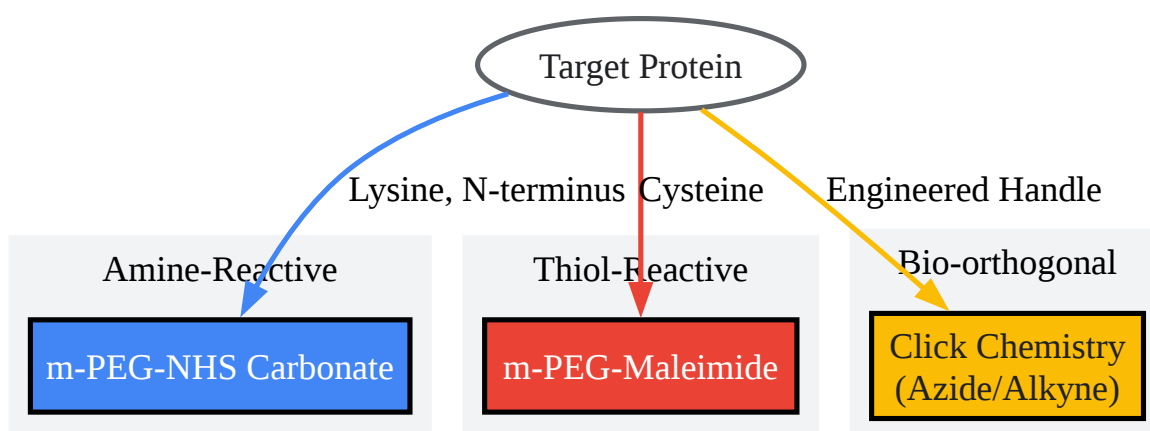 Target Protein
Lysine, N-terminus
Cysteine
Engineered Handle
Amine-Reactive
Thiol-Reactive
Bio-orthogonal
m-PEG-NHS Carbonate
m-PEG-Maleimide
Click Chemistry
(Azide/Alkyne)